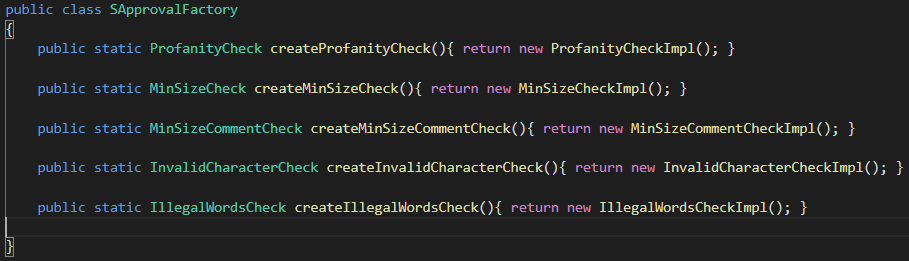 public class SApprovalFactory
{
public static ProfanityCheck createProfanityCheck(){ return new ProfanityCheckImpl(); }
public static MinSizeCheck createMinSizeCheck(){ return new MinSizeCheckImpl(); }
public static MinSizeCommentCheck createMinSizeCommentCheck(){ return new MinSizeCommentCheckImpl(); }
public static InvalidCharacterCheck createInvalidCharacterCheck(){ return new InvalidCharacterCheckImpl(); }
public static IllegalWordsCheck createIllegalWordsCheck(){ return new IllegalWordsCheckImpl(); }
}